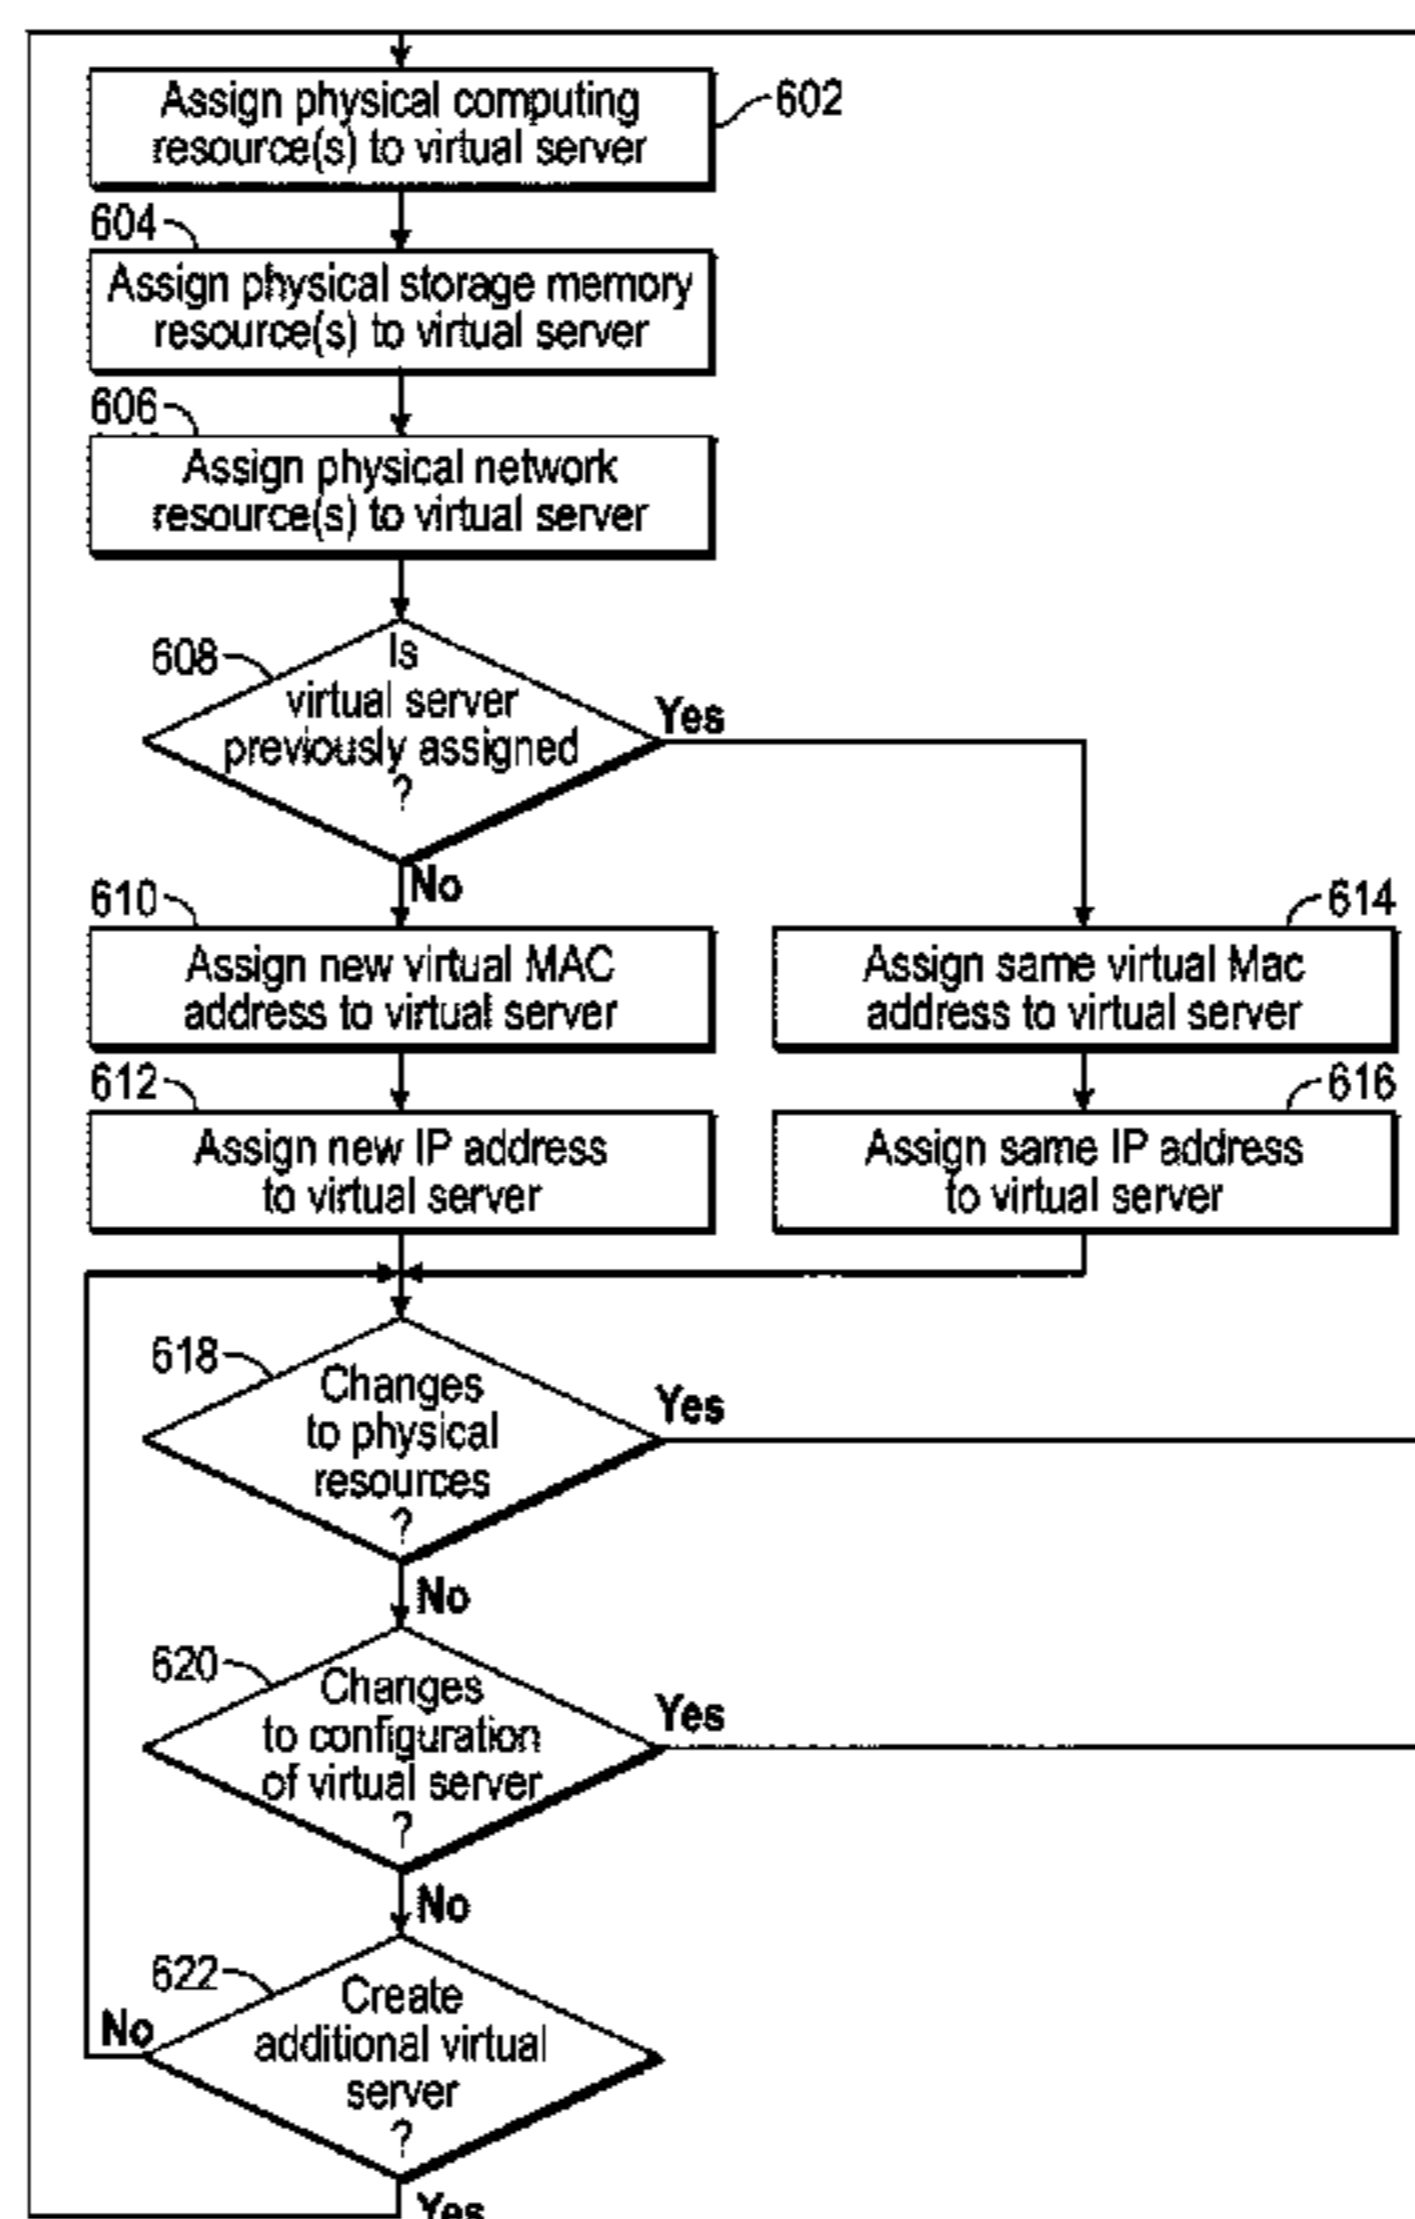 Assign physical computing
resource(s) to virtual server
602
604
Assign physical storage memory
resource(s) to virtual server
606
Assign physical network
resource(s) to virtual server
608
Is
virtual server
previously assigned
?
Yes
No
610
Assign new virtual MAC
address to virtual server
614
Assign same virtual Mac
address to virtual server
612
Assign new IP address
to virtual server
616
Assign same IP address
to virtual server
618
Changes
to physical
resources
?
Yes
No
620
Changes
to configuration
of virtual server
?
Yes
No
622
Create
additional virtual
server
?
No
Yes